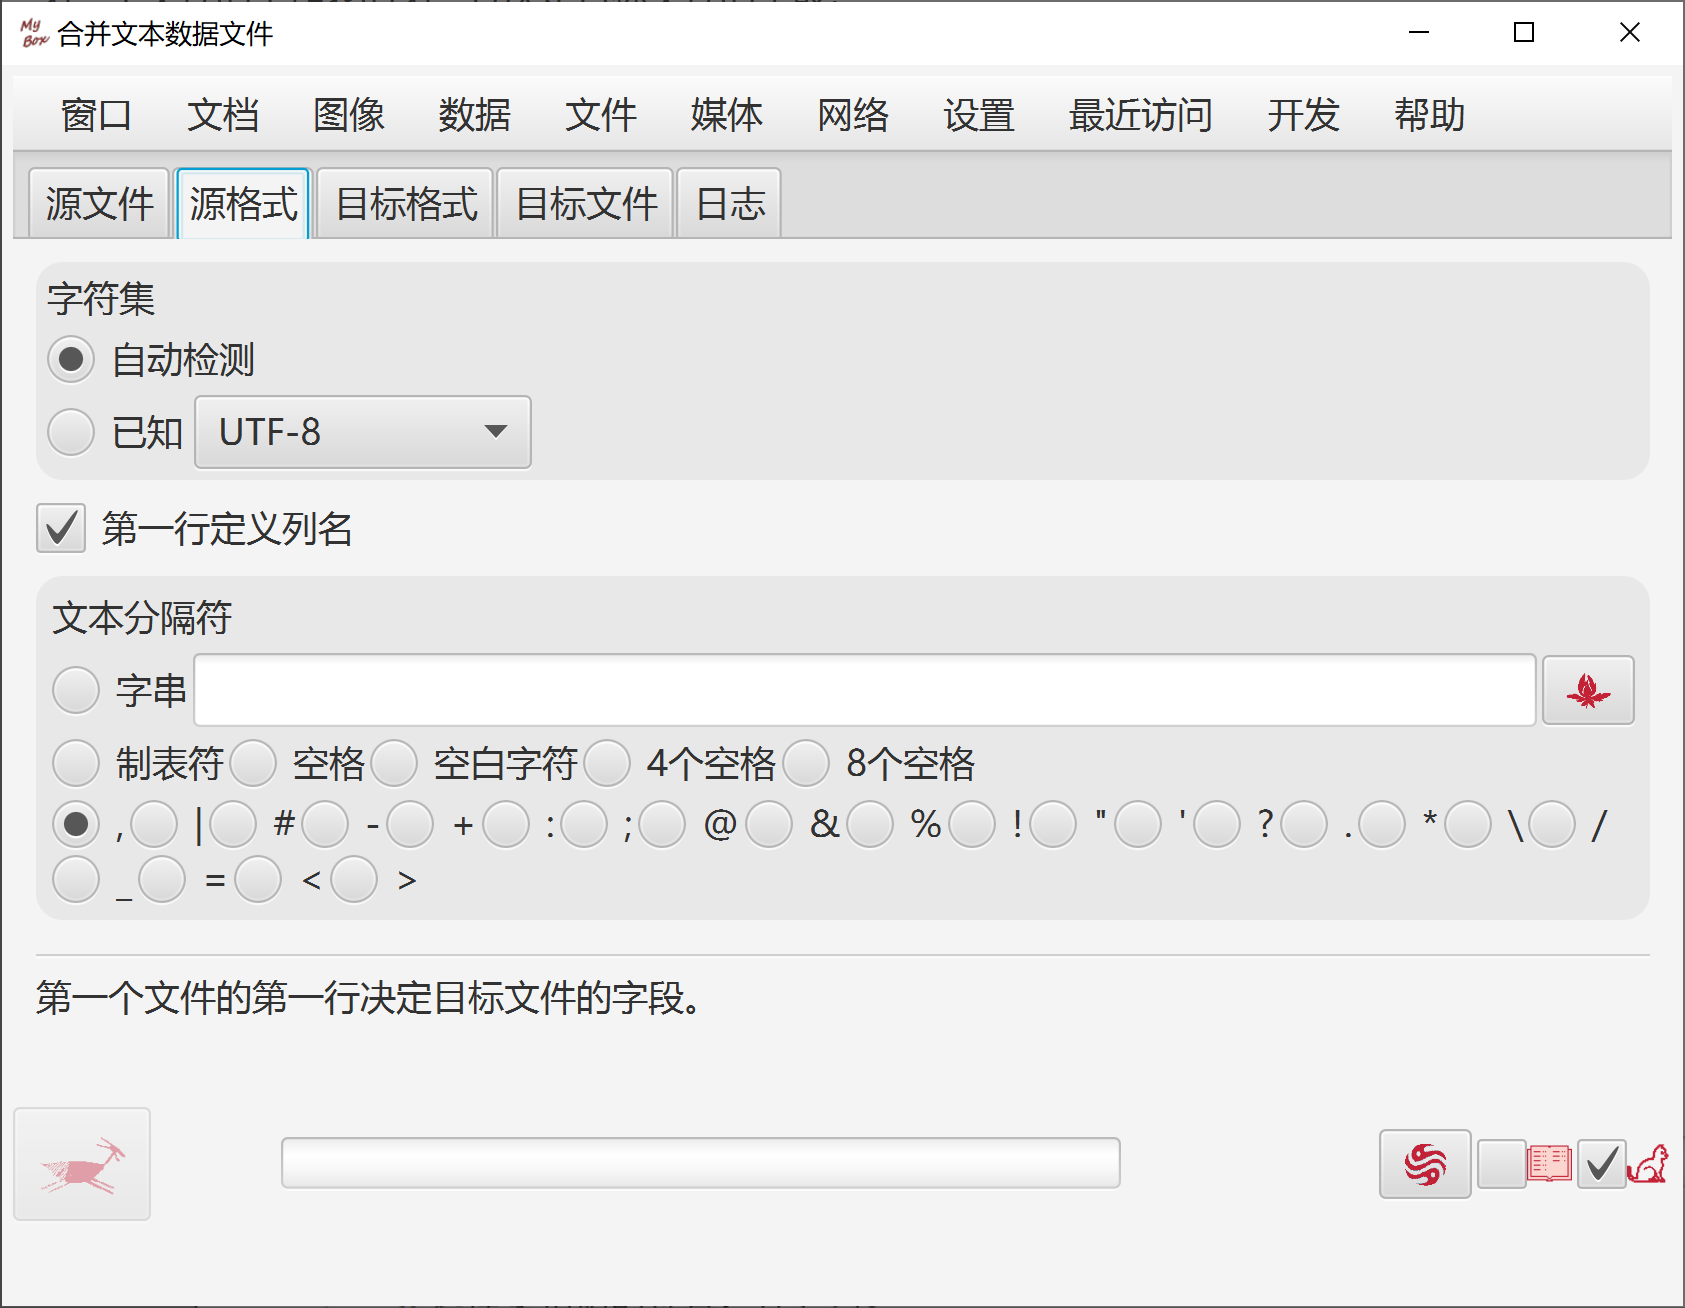 My Box 合并文本数据文件
窗口 文档 图像 数据 文件 媒体 网络 设置 最近访问 开发 帮助
源文件 源格式 目标格式 目标文件 日志
字符集
自动检测
已知 UTF-8
第一行定义列名
文本分隔符
字串
制表符 空格 空白字符 4个空格 8个空格
, | # - + : ; @ & % ! " ' ? . * \ /
_ = < >
第一个文件的第一行决定目标文件的字段。